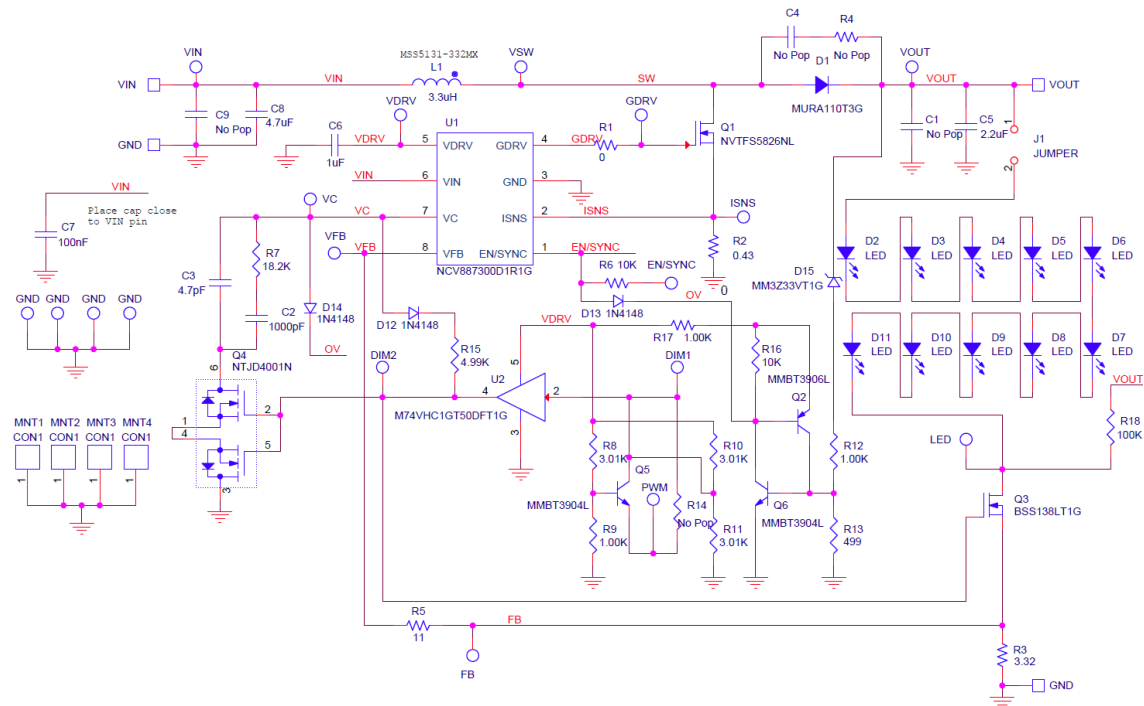 C4
R4
No Pop
No Pop
D1
MURA110T3G
VIN
VIN
VIN
MSS5131-332MX
L1
3.3uH
VSW
SW
VOUT
VOUT
VOUT
C9
No Pop
C8
4.7uF
GND
C6
1uF
VDRV
VDRV
U1
5
VDRV
GDRV
4
6
VIN
GND
3
7
VC
ISNS
2
8
VFB
EN/SYNC
1
NCV887300D1R1G
GDRV
GDRV
R1
0
Q1
NVTFS5826NL
C1
No Pop
C5
2.2uF
1
2
J1
JUMPER
VIN
Place cap close
to VIN pin
C7
100nF
VIN
VC
VC
VFB
VFB
ISNS
ISNS
R2
0.43
0
EN/SYNC
R6 10K
EN/SYNC
OV
D13 1N4148
D15
MM3Z33VT1G
D2
LED
D3
LED
D4
LED
D5
LED
D6
LED
D11
LED
D10
LED
D9
LED
D8
LED
D7
LED
VOUT
R18
100K
LED
R7
18.2K
C3
4.7pF
C2
1000pF
D14
1N4148
OV
D12 1N4148
R15
4.99K
GND
GND
GND
GND
Q4
NTJD4001N
6
1
4
2
5
3
DIM2
VDRV
5
U2
4
2
3
M74VHC1GT50DFT1G
DIM1
R17
1.00K
R16
10K
MMBT3906L
Q2
R12
1.00K
R8
3.01K
R10
3.01K
Q5
MMBT3904L
PWM
R14
No Pop
R9
1.00K
R11
3.01K
Q6
MMBT3904L
R13
499
MNT1
CON1
MNT2
CON1
MNT3
CON1
MNT4
CON1
1
1
1
1
Q3
BSS138LT1G
R5
11
FB
FB
R3
3.32
GND